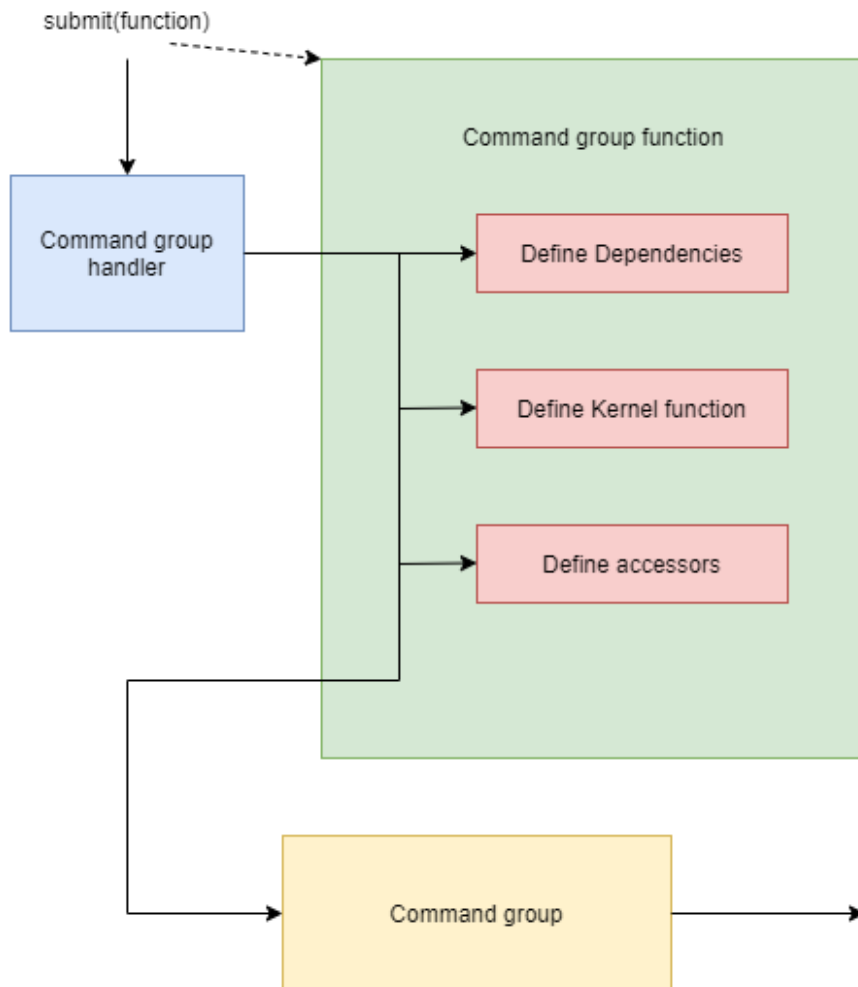 submit(function)
Command group function
Command group
handler
Define Dependencies
Define Kernel function
Define accessors
Command group